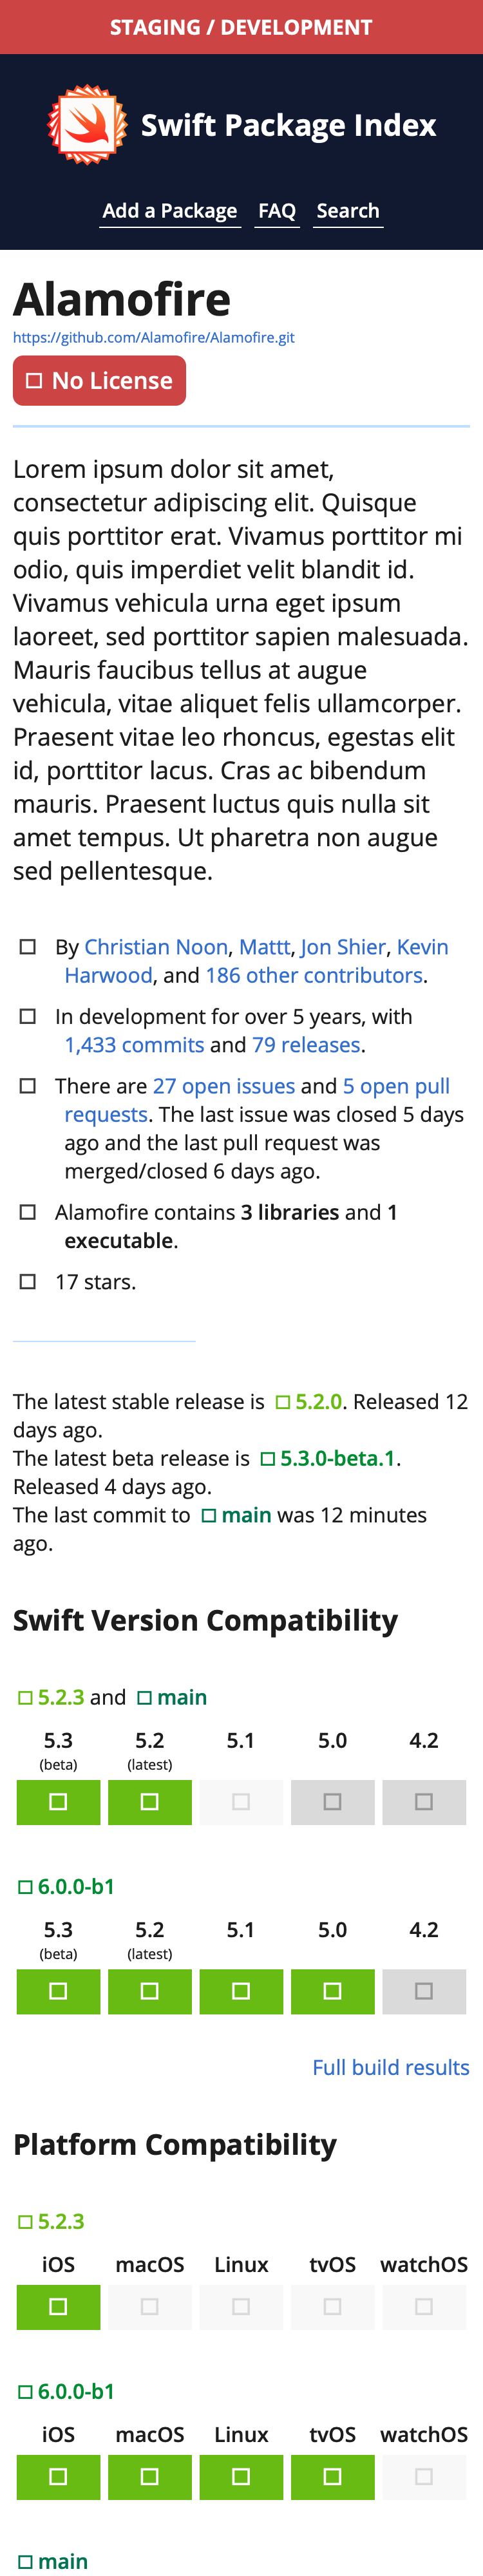 STAGING / DEVELOPMENT
Swift Package Index
Add a Package FAQ Search
Alamofire
https://github.com/Alamofire/Alamofire.git
No License
Lorem ipsum dolor sit amet,
consectetur adipiscing elit. Quisque
quis porttitor erat. Vivamus porttitor mi
odio, quis imperdiet velit blandit id.
Vivamus vehicula urna eget ipsum
laoreet, sed porttitor sapien malesuada.
Mauris faucibus tellus at augue
vehicula, vitae aliquet felis ullamcorper.
Praesent vitae leo rhoncus, egestas elit
id, porttitor lacus. Cras ac bibendum
mauris. Praesent luctus quis nulla sit
amet tempus. Ut pharetra non augue
sed pellentesque.
By Christian Noon, Mattt, Jon Shier, Kevin
Harwood, and 186 other contributors.
In development for over 5 years, with
1,433 commits and 79 releases.
There are 27 open issues and 5 open pull
requests. The last issue was closed 5 days
ago and the last pull request was
merged/closed 6 days ago.
Alamofire contains 3 libraries and 1
executable.
17 stars.
The latest stable release is 5.2.0. Released 12
days ago.
The latest beta release is 5.3.0-beta.1.
Released 4 days ago.
The last commit to main was 12 minutes
ago.
Swift Version Compatibility
5.2.3 and main
5.3 5.2 5.1 5.0 4.2
(beta) (latest)
6.0.0-b1
5.3 5.2 5.1 5.0 4.2
(beta) (latest)
Full build results
Platform Compatibility
5.2.3
iOS macOS Linux tvOS watchOS
6.0.0-b1
iOS macOS Linux tvOS watchOS
main